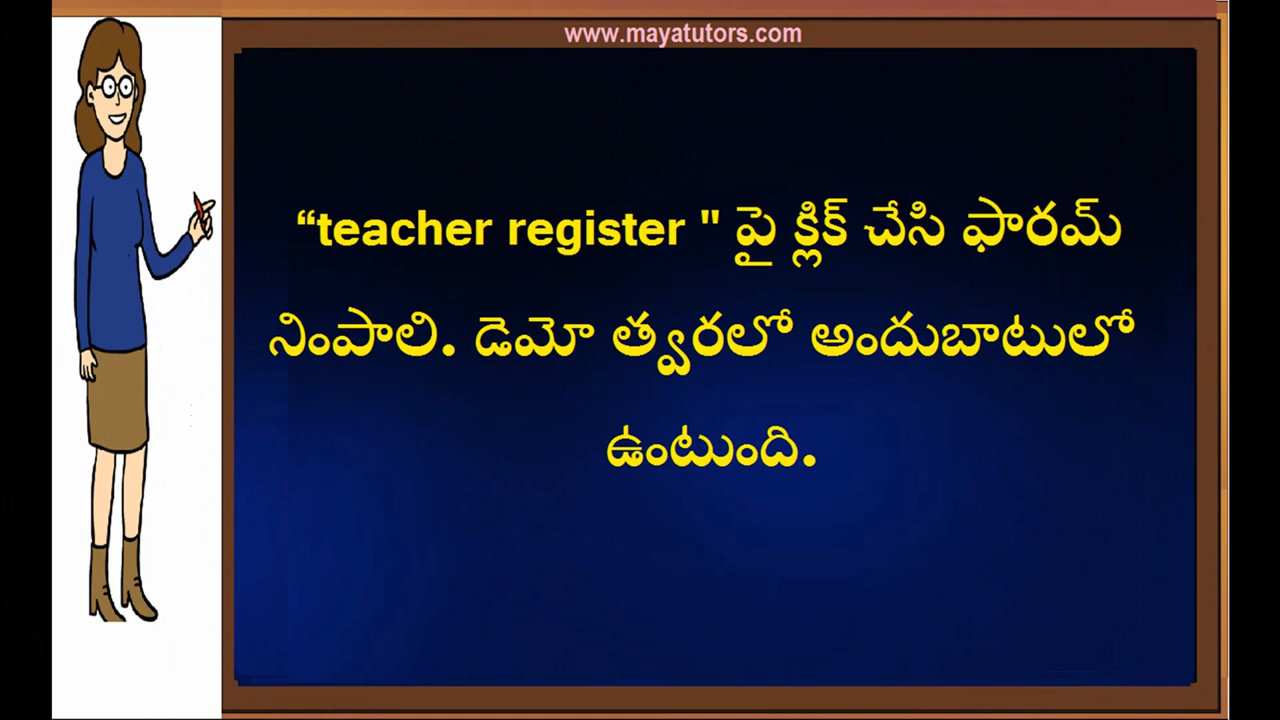 www.mayatutors.com
“teacher register " పై క్లిక్ చేసి ఫారమ్
నింపాలి. డెమో త్వరలో అందుబాటులో
ఉంటుంది.